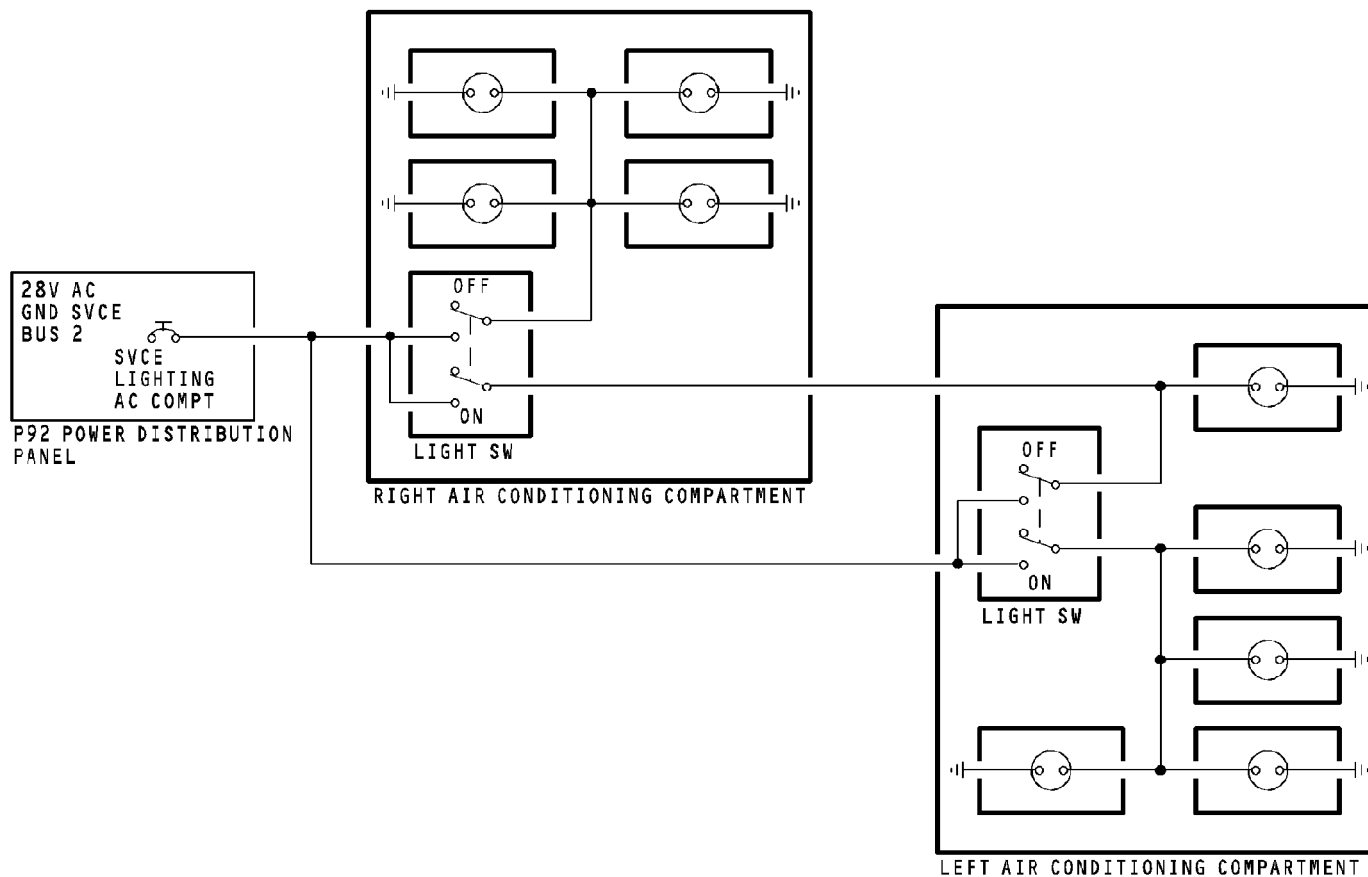 28V AC
GND SVCE
BUS 2
SVCE
LIGHTING
AC COMPT
P92 POWER DISTRIBUTION
PANEL
OFF
ON
LIGHT SW
RIGHT AIR CONDITIONING COMPARTMENT
OFF
ON
LIGHT SW
LEFT AIR CONDITIONING COMPARTMENT